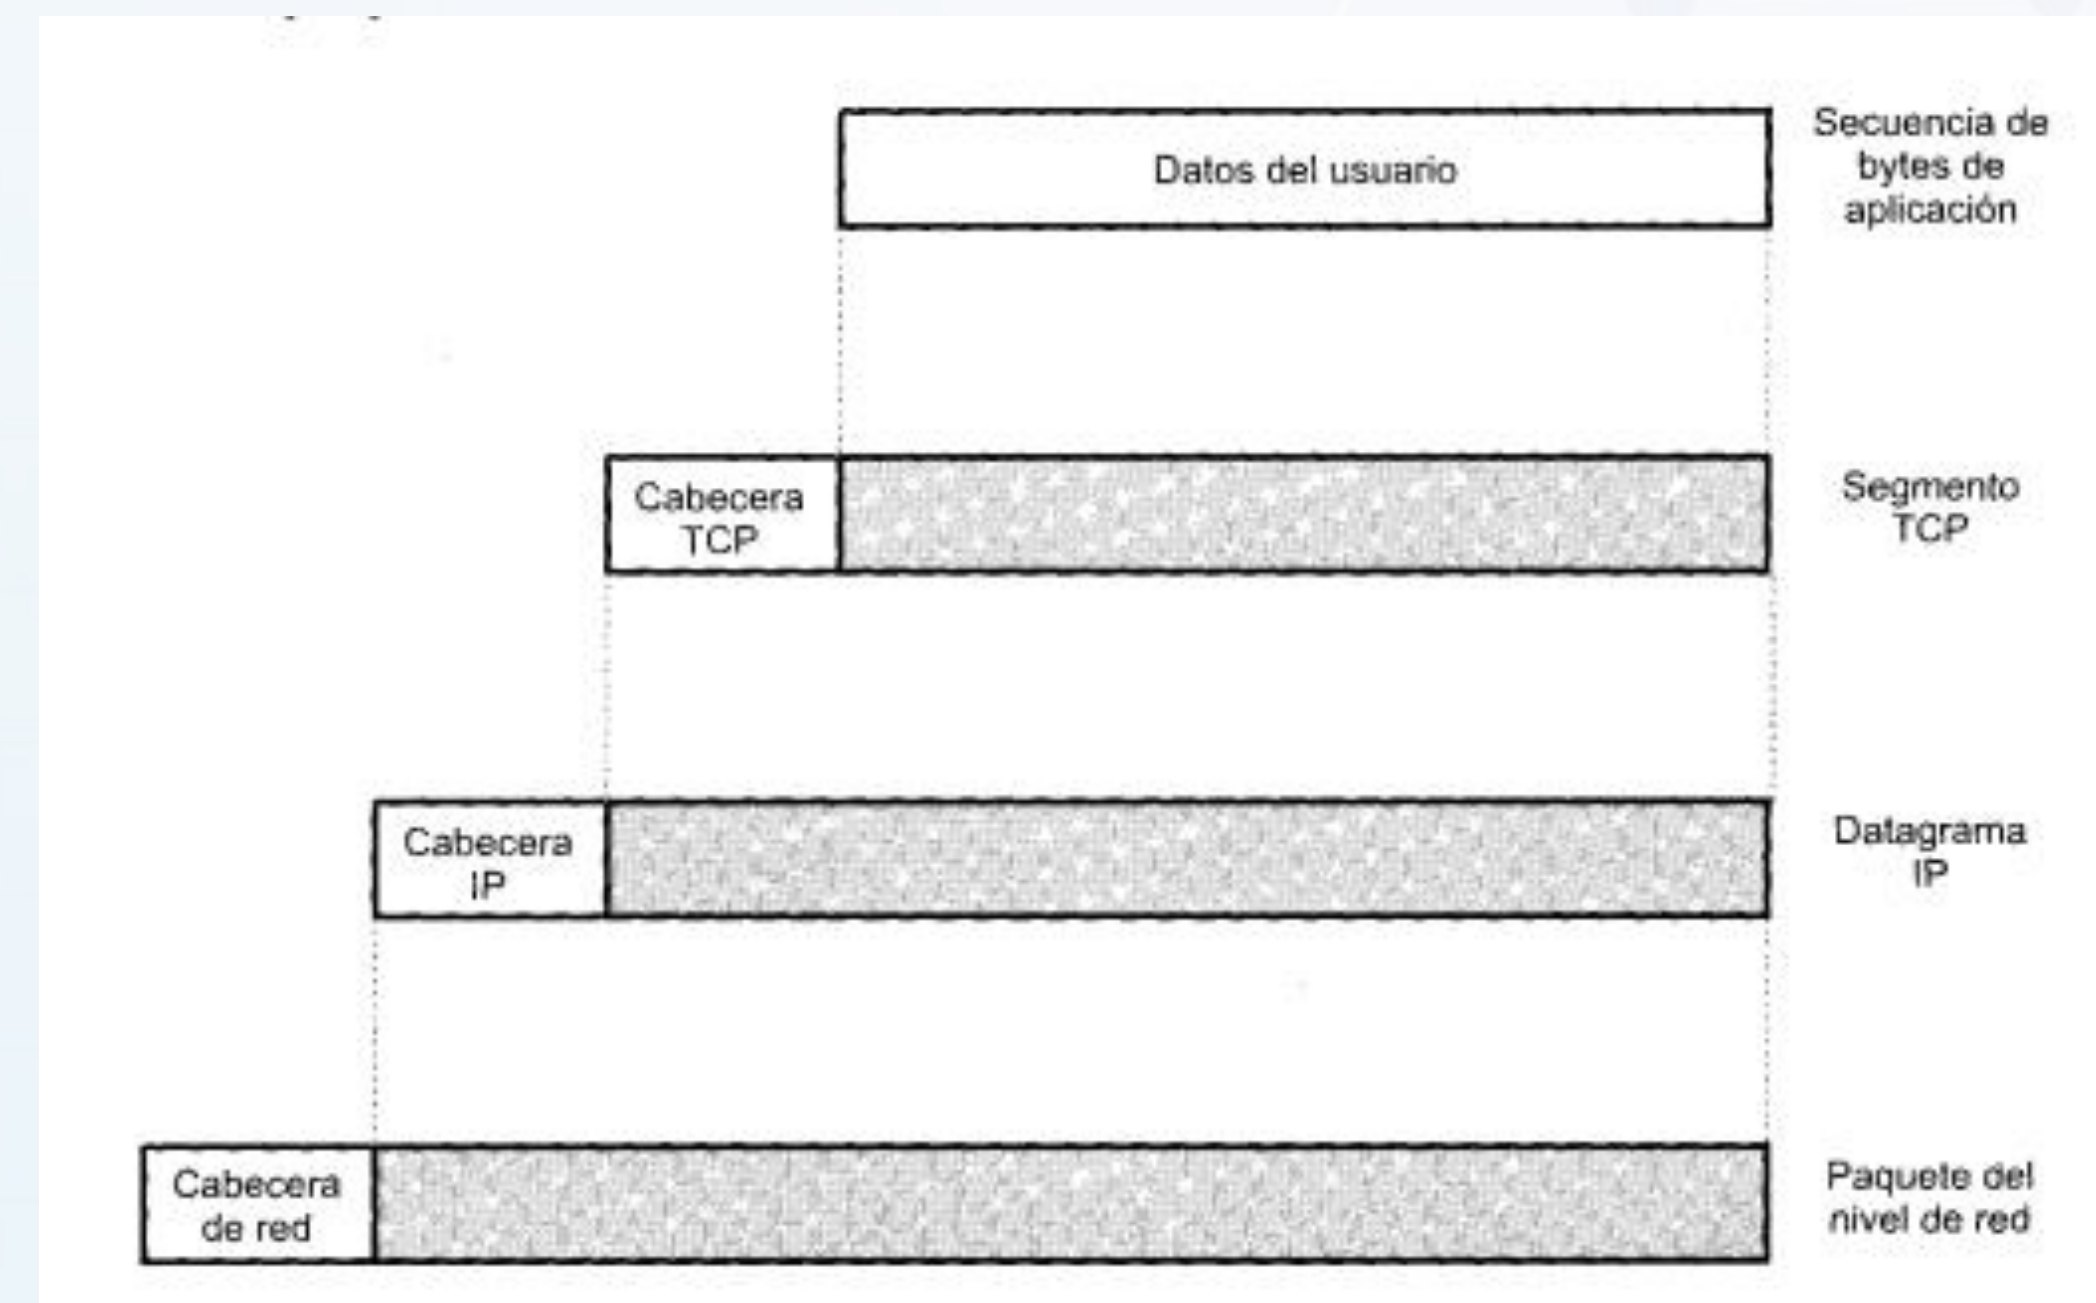 Datos del usuario
Secuencia de
bytes de
aplicación
Cabecera
TCP
Segmento
TCP
Cabecera
IP
Datagrama
IP
Cabecera
de red
Paquete del
nivel de red